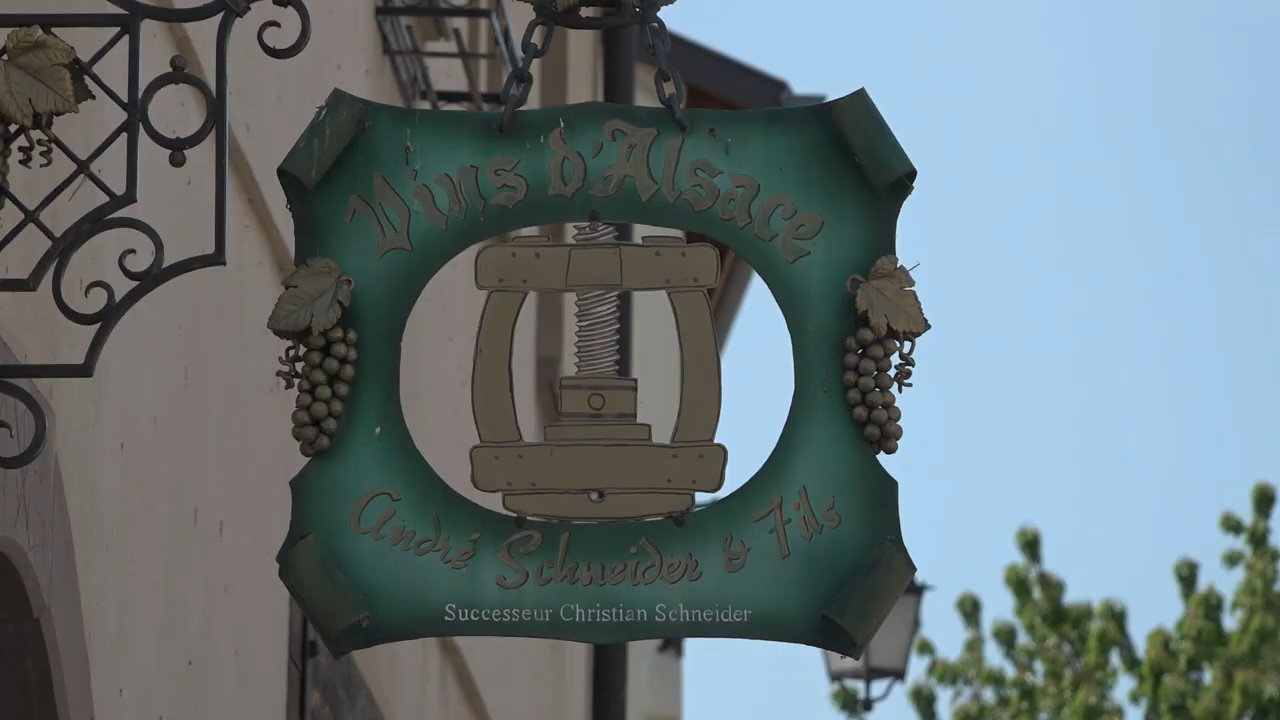 Vins d'Alsace
André Schneider & Fils
Successeur Christian Schneider